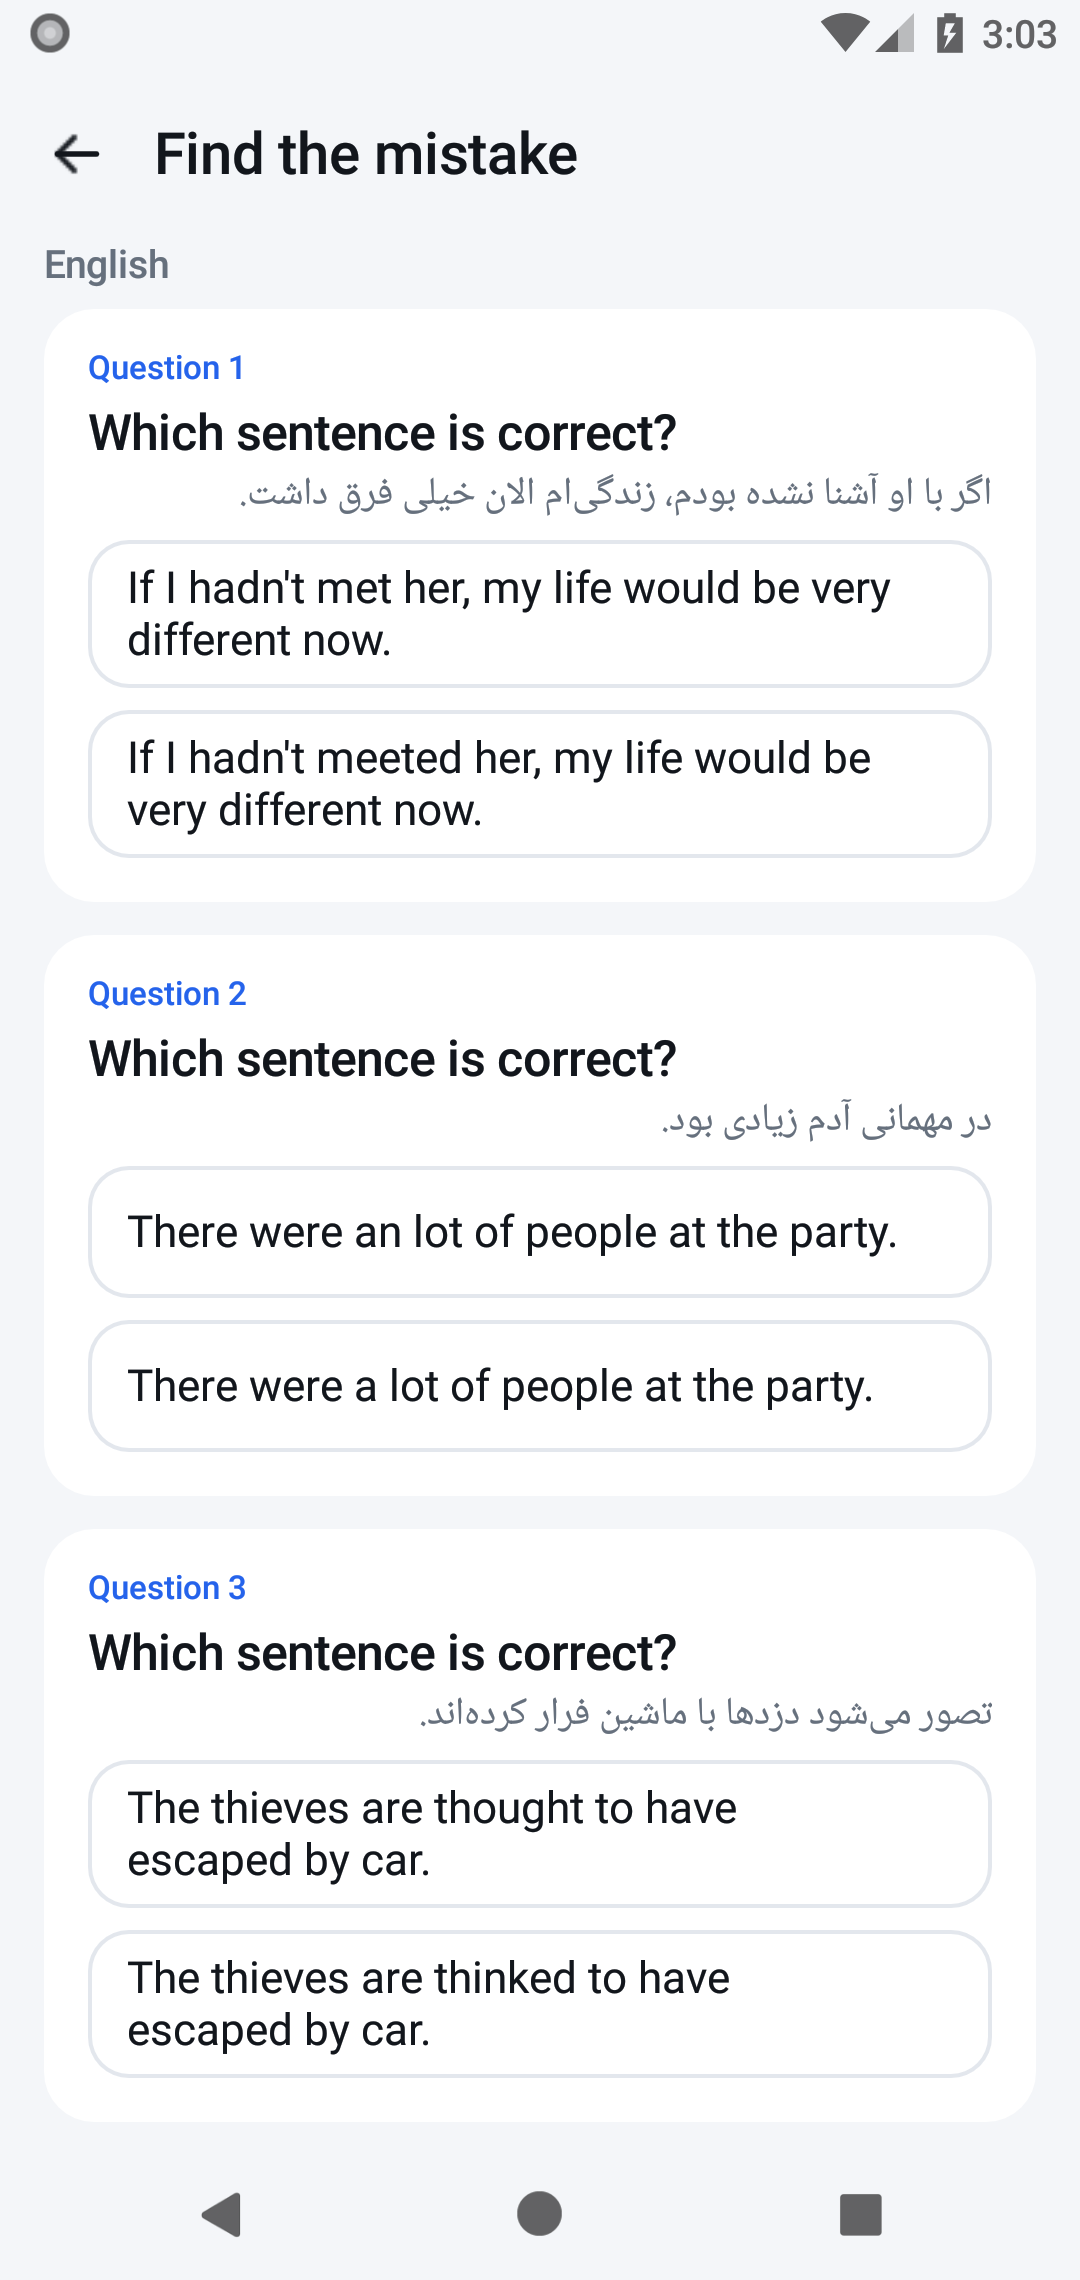 3:03
Find the mistake
English
Question 1
Which sentence is correct?
اگر با او آشنا نشده بودم، زندگی‌ام الان خیلی فرق داشت.
If I hadn't met her, my life would be very
different now.
If I hadn't meeted her, my life would be
very different now.
Question 2
Which sentence is correct?
در مهمانی آدم زیادی بود.
There were an lot of people at the party.
There were a lot of people at the party.
Question 3
Which sentence is correct?
تصور می‌شود دزدها با ماشین فرار کرده‌اند.
The thieves are thought to have
escaped by car.
The thieves are thinked to have
escaped by car.